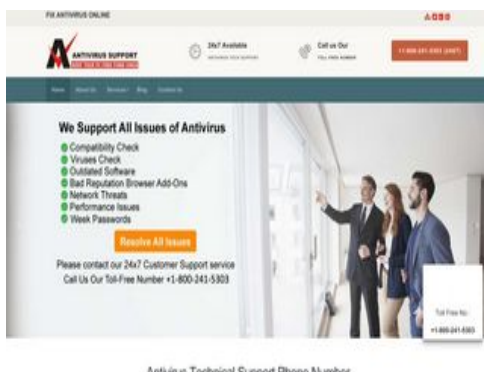 FIX ANTIVIRUS ONLINE
ANTIVIRUS SUPPORT
24x7 Available
Call us Our
TOLL FREE NUMBER
+1-800-241-5303 (24X7)
Home About Us Services Blog Contact Us
We Support All Issues of Antivirus
Compatibility Check
Viruses Check
Outdated Software
Bad Reputation Browser Add-Ons
Network Threats
Performance Issues
Week Passwords
Resolve All Issues
Please contact our 24x7 Customer Support service
Call Us Our Toll-Free Number +1-800-241-5303
Toll Free No:
+1-800-241-5303
Antivirus Technical Support Phone Number